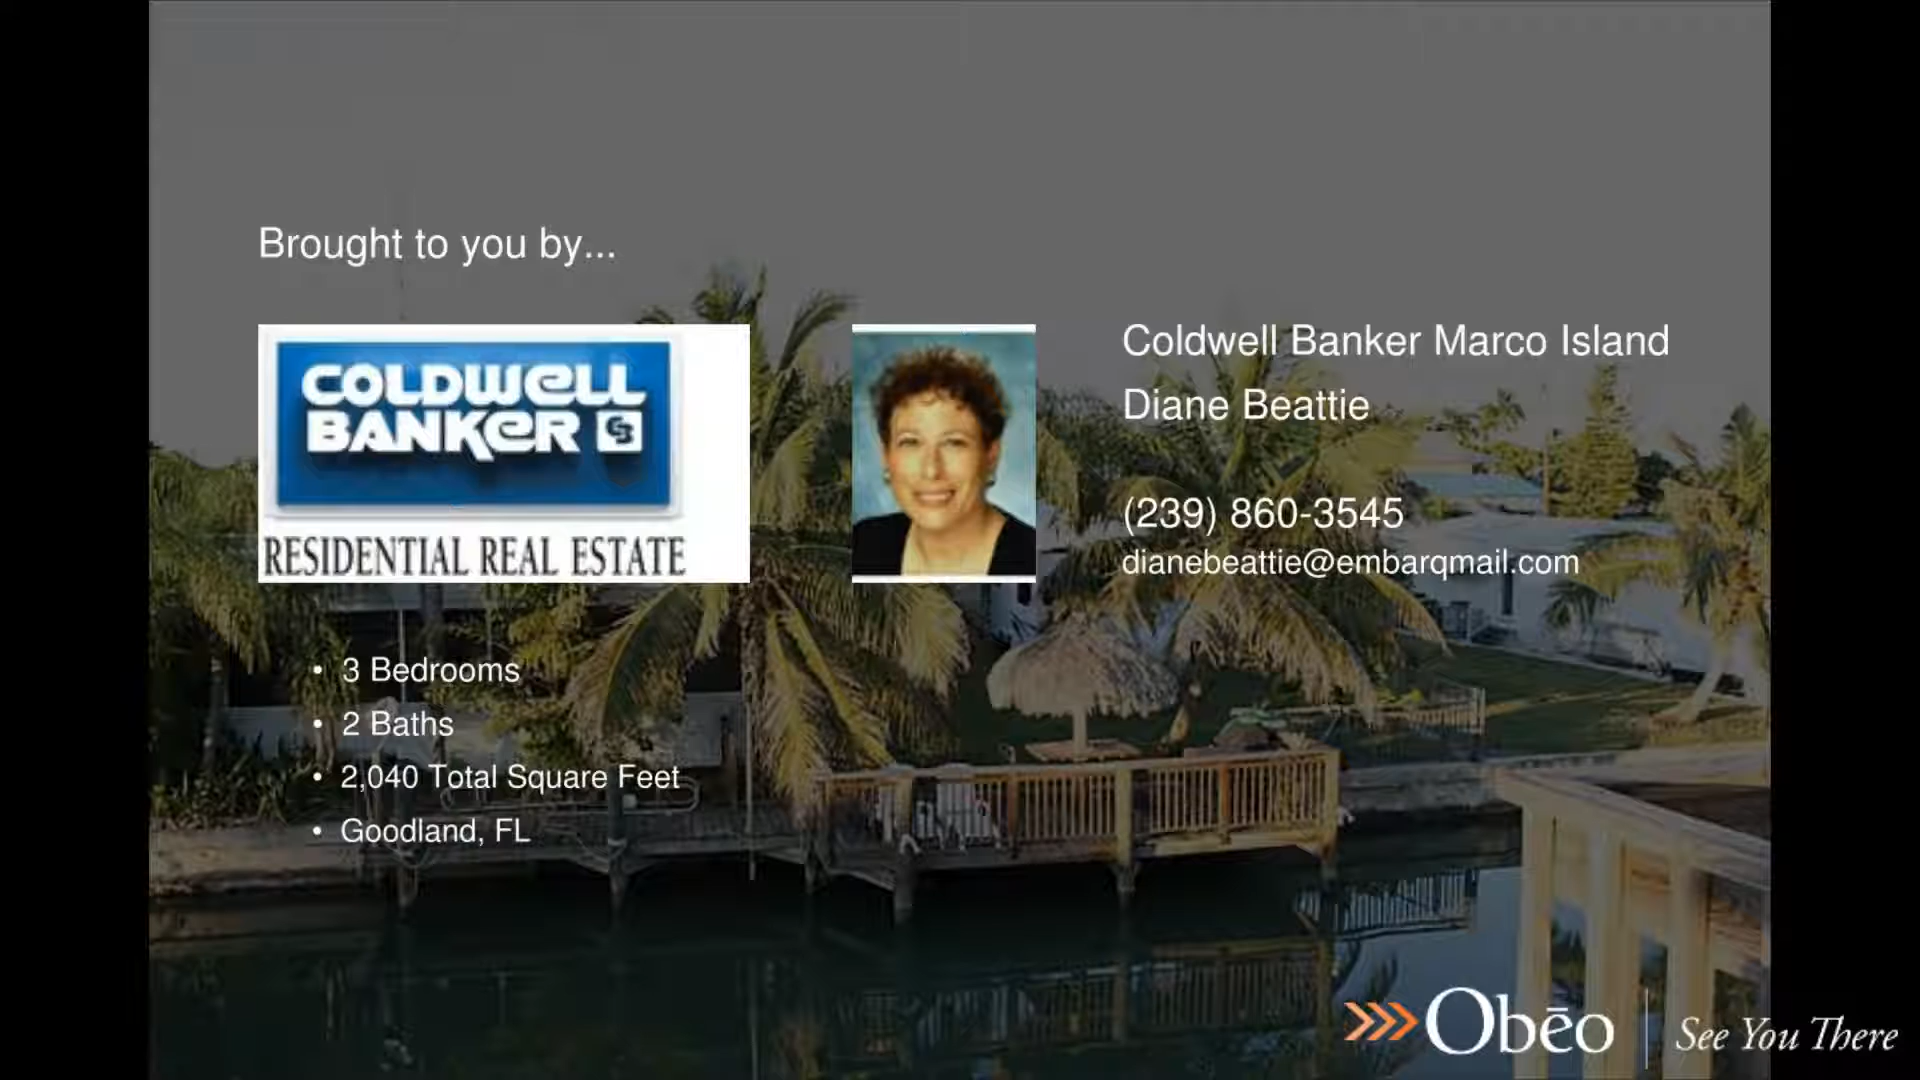 Brought to you by...
COLDWELL
BANKER CB
RESIDENTIAL REAL ESTATE
Coldwell Banker Marco Island
Diane Beattie
(239) 860-3545
dianebeattie@embarqmail.com
• 3 Bedrooms
• 2 Baths
• 2,040 Total Square Feet
• Goodland, FL
Obēo | See You There